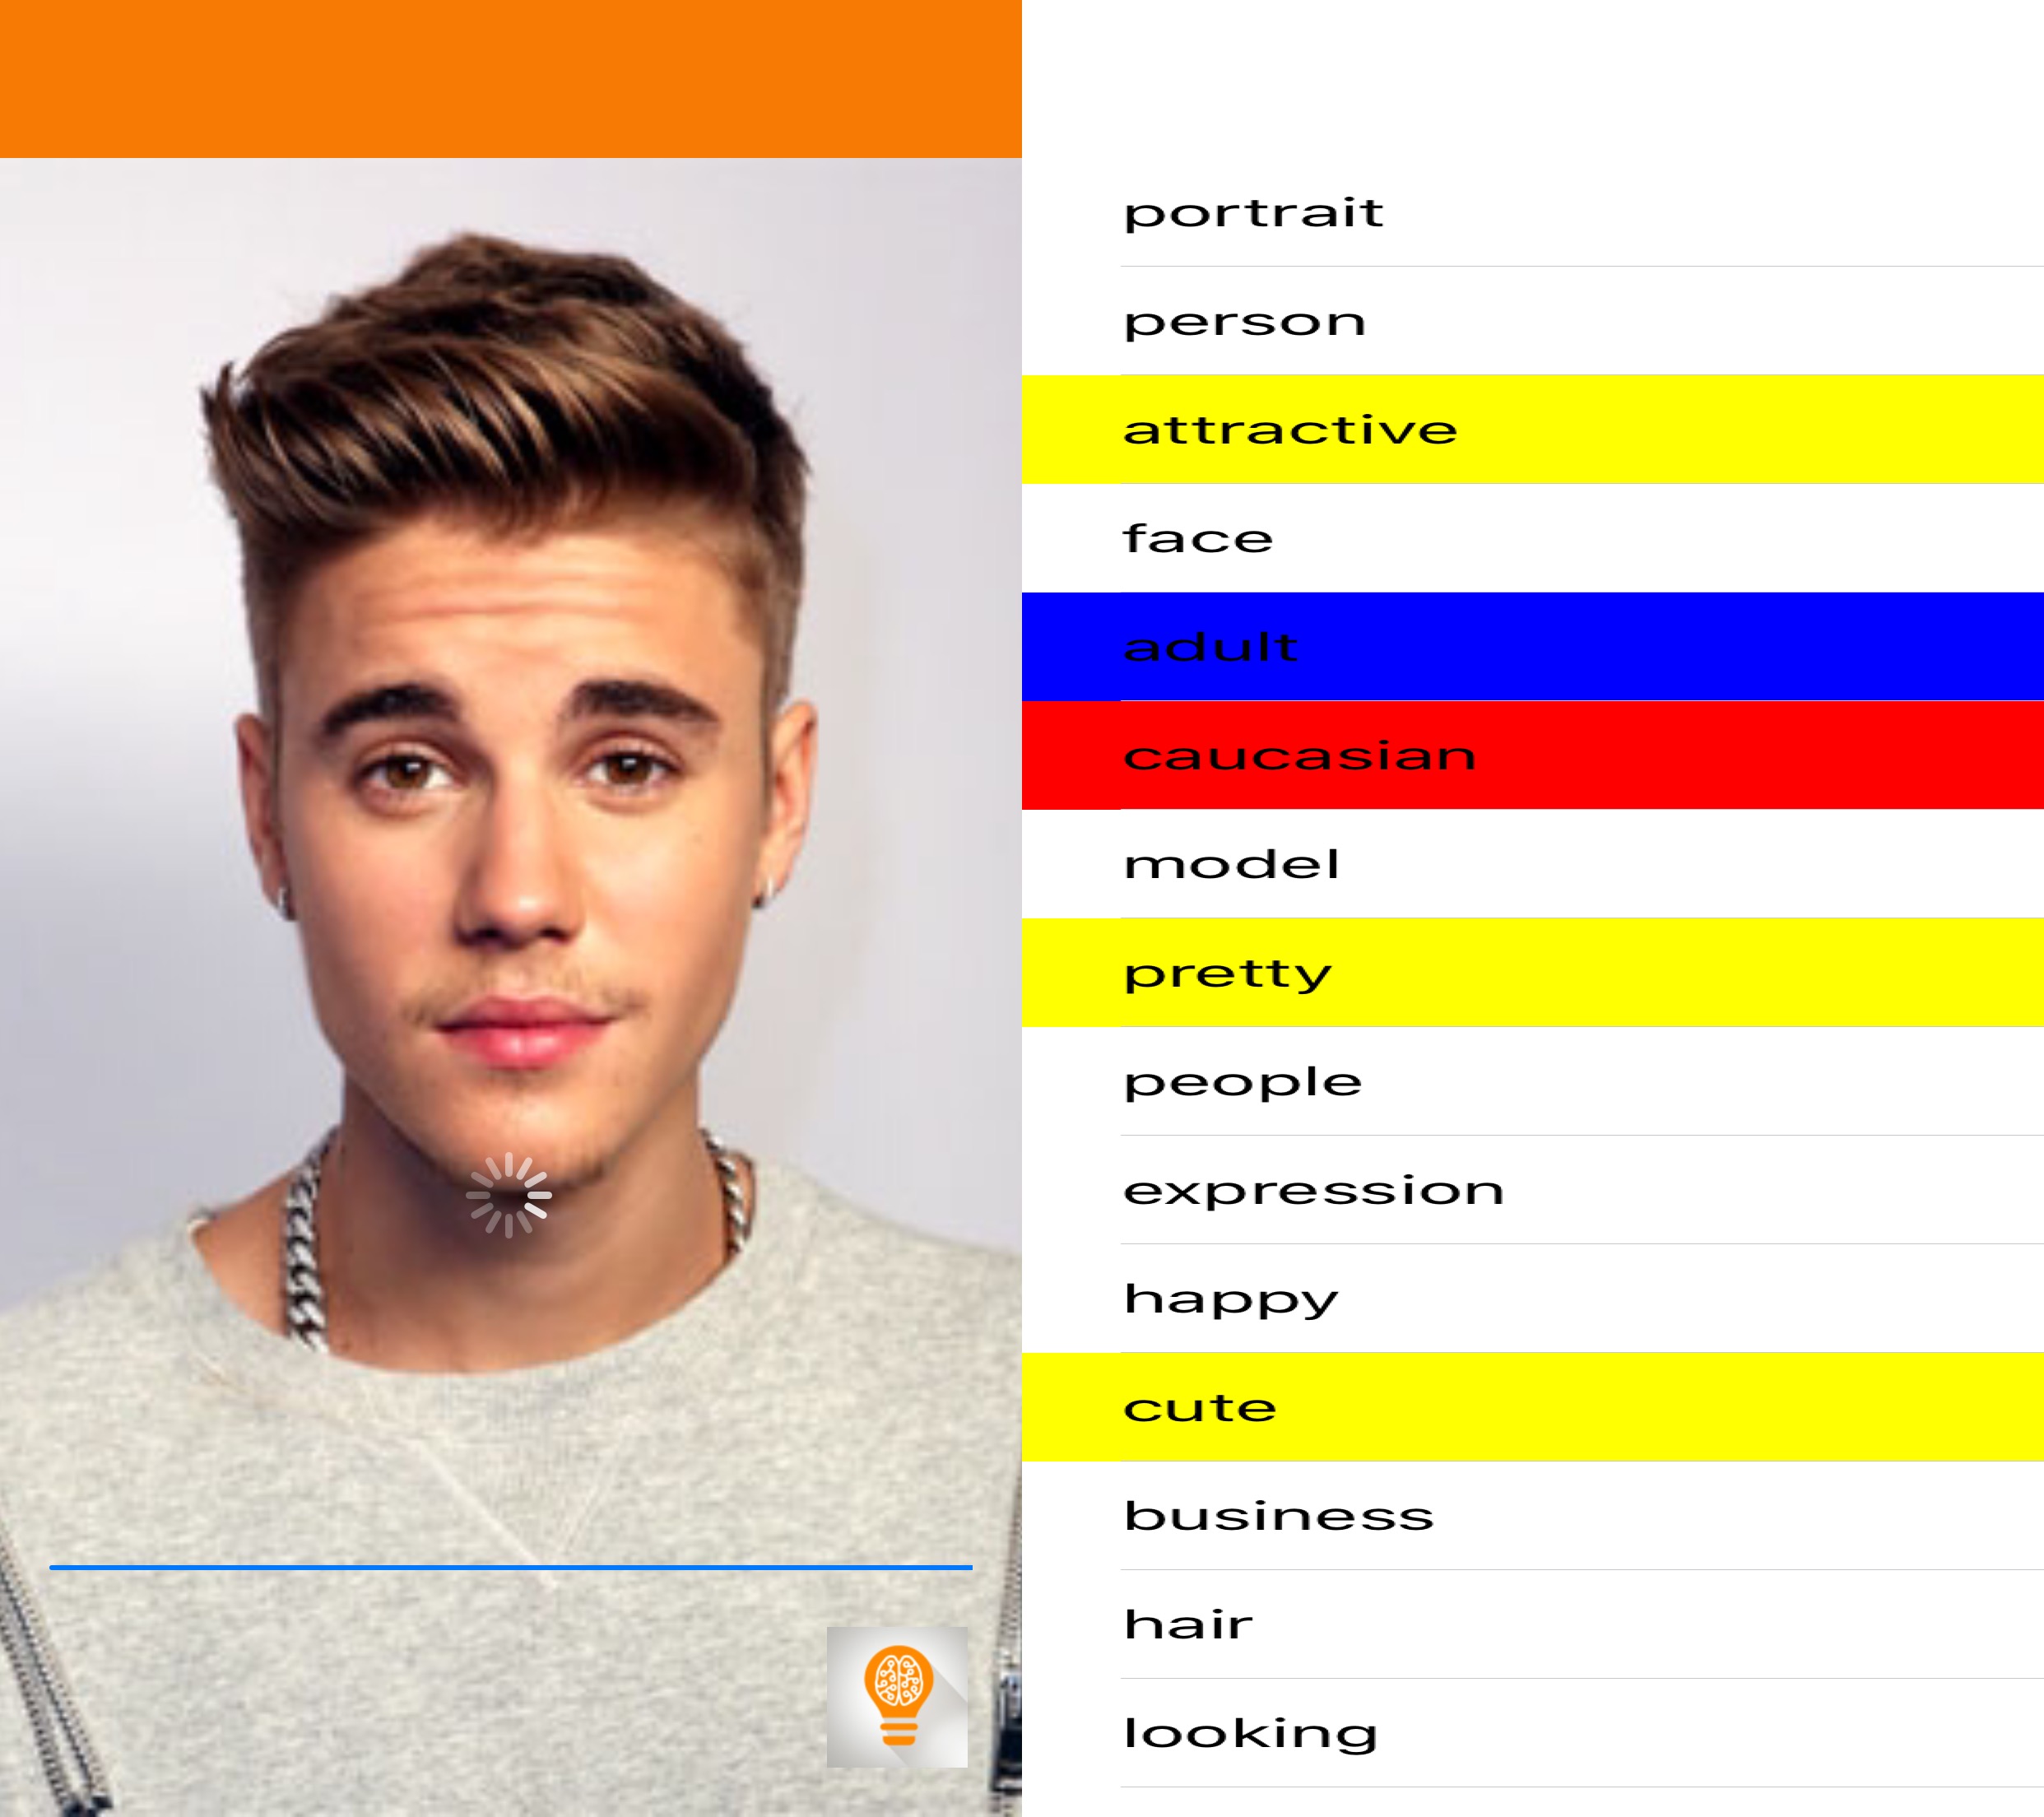 portrait
person
attractive
face
adult
caucasian
model
pretty
people
expression
happy
cute
business
hair
looking